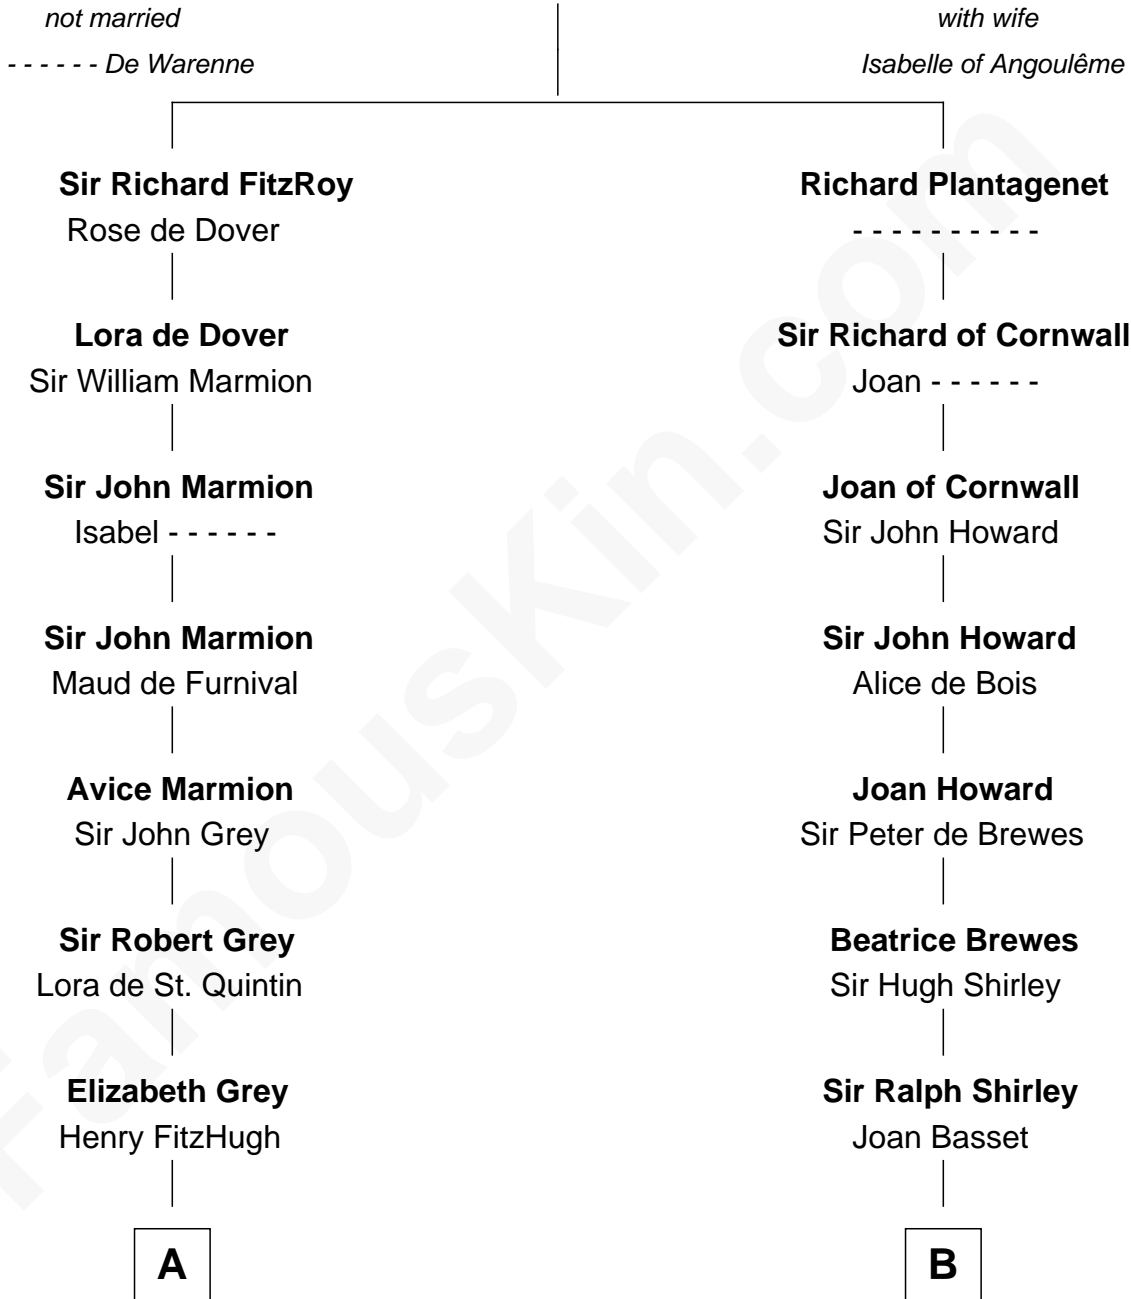 not married
with wife
- - - - - - De Warenne
Isabelle of Angoulême
Sir Richard FitzRoy
Rose de Dover
Richard Plantagenet
- - - - - - - - - -
Lora de Dover
Sir William Marmion
Sir Richard of Cornwall
Joan - - - - - -
Sir John Marmion
Isabel - - - - - -
Joan of Cornwall
Sir John Howard
Sir John Marmion
Maud de Furnival
Sir John Howard
Alice de Bois
Avice Marmion
Sir John Grey
Joan Howard
Sir Peter de Brewes
Sir Robert Grey
Lora de St. Quintin
Beatrice Brewes
Sir Hugh Shirley
Elizabeth Grey
Henry FitzHugh
Sir Ralph Shirley
Joan Basset
A
B
FamousKin.com